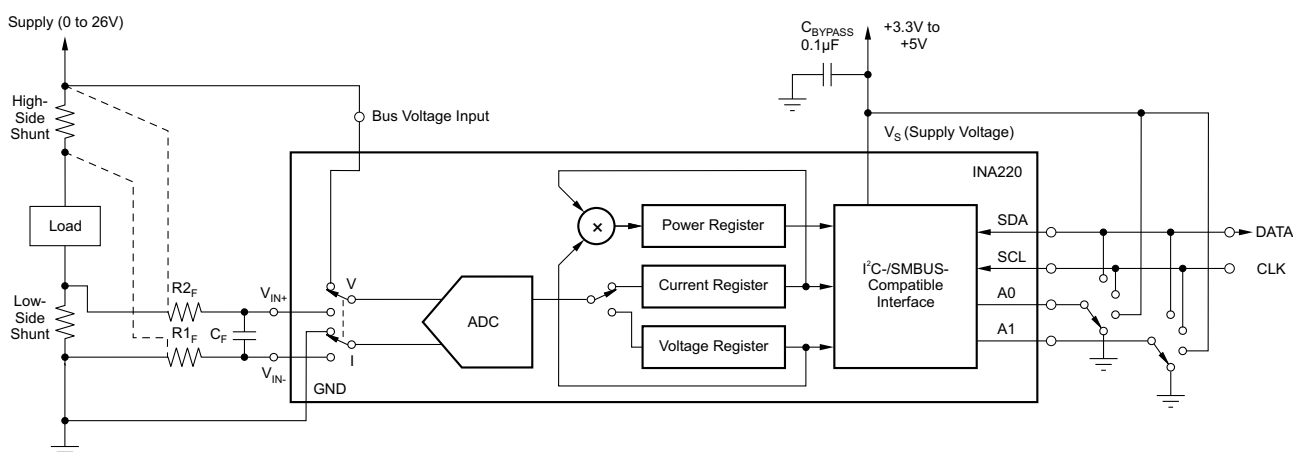 Supply (0 to 26V)
C_BYPASS
0.1µF
+3.3V to
+5V
High-
Side
Shunt
Bus Voltage Input
V_S (Supply Voltage)
INA220
Load
×
Power Register
SDA
DATA
SCL
CLK
I²C-/SMBUS-
Compatible
Interface
V
R2_F
V_IN+
Current Register
A0
Low-
Side
Shunt
ADC
R1_F
C_F
A1
Voltage Register
I
V_IN-
GND